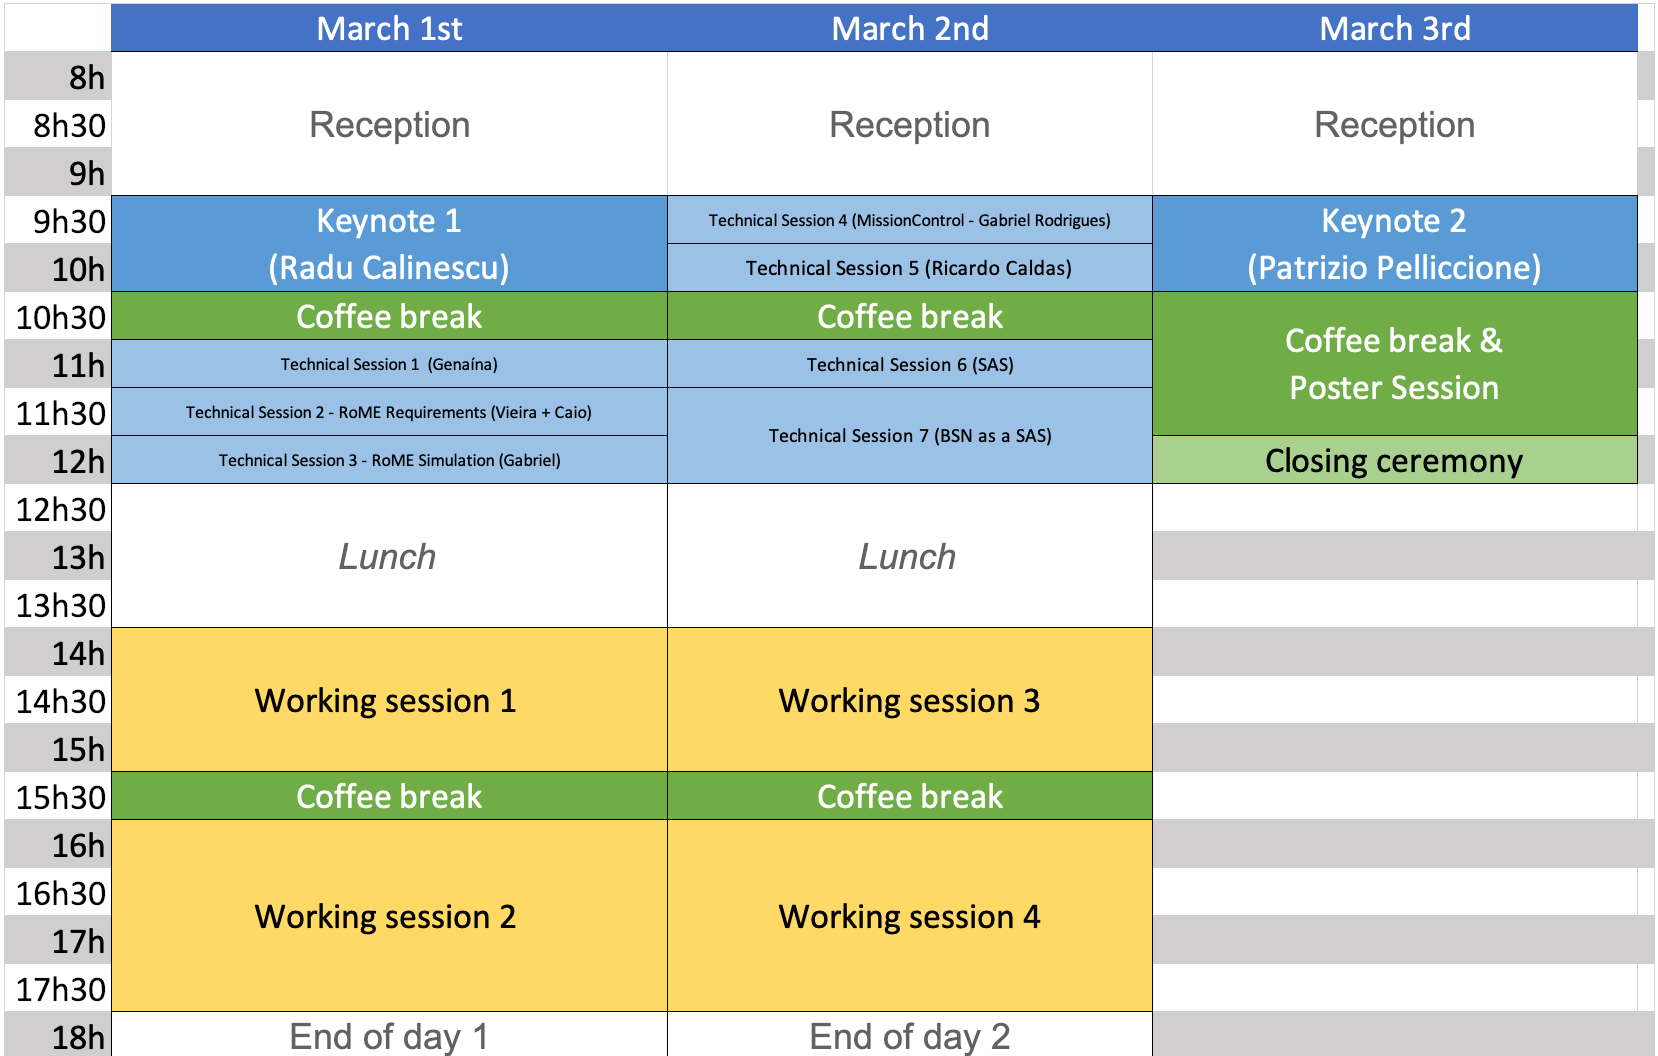 March 1st March 2nd March 3rd
8h
8h30 Reception Reception Reception
9h
9h30 Keynote 1 Technical Session 4 (MissionControl - Gabriel Rodrigues) Keynote 2
10h (Radu Calinescu) Technical Session 5 (Ricardo Caldas) (Patrizio Pelliccione)
10h30 Coffee break Coffee break
Coffee break &
11h Technical Session 1 (Genaína) Technical Session 6 (SAS)
Poster Session
11h30 Technical Session 2 - RoME Requirements (Vieira + Caio)
Technical Session 7 (BSN as a SAS)
12h Technical Session 3 - RoME Simulation (Gabriel) Closing ceremony
12h30
13h Lunch Lunch
13h30
14h
14h30 Working session 1 Working session 3
15h
15h30 Coffee break Coffee break
16h
16h30
Working session 2 Working session 4
17h
17h30
18h End of day 1 End of day 2